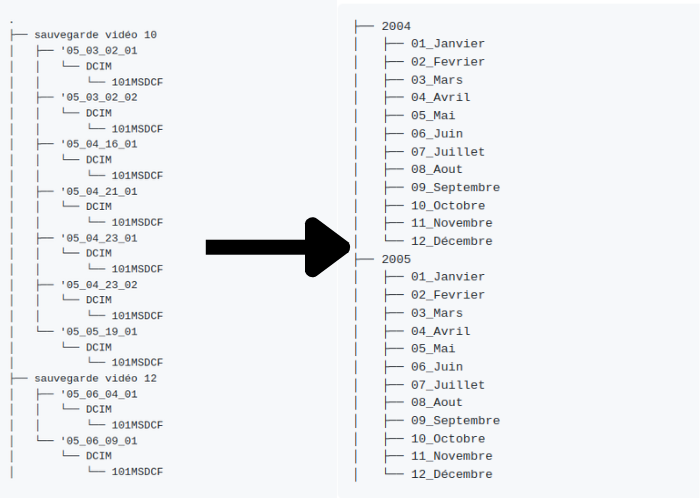 .
├── sauvegarde vidéo 10
│   ├── '05_03_02_01
│   │   └── DCIM
│   │       └── 101MSDCF
│   ├── '05_03_02_02
│   │   └── DCIM
│   │       └── 101MSDCF
│   ├── '05_04_16_01
│   │   └── DCIM
│   │       └── 101MSDCF
│   ├── '05_04_21_01
│   │   └── DCIM
│   │       └── 101MSDCF
│   ├── '05_04_23_01
│   │   └── DCIM
│   │       └── 101MSDCF
│   ├── '05_04_23_02
│   │   └── DCIM
│   │       └── 101MSDCF
│   └── '05_05_19_01
│       └── DCIM
│           └── 101MSDCF
├── sauvegarde vidéo 12
│   ├── '05_06_04_01
│   │   └── DCIM
│   │       └── 101MSDCF
│   └── '05_06_09_01
│       └── DCIM
│           └── 101MSDCF
├── 2004
│   ├── 01_Janvier
│   ├── 02_Fevrier
│   ├── 03_Mars
│   ├── 04_Avril
│   ├── 05_Mai
│   ├── 06_Juin
│   ├── 07_Juillet
│   ├── 08_Aout
│   ├── 09_Septembre
│   ├── 10_Octobre
│   ├── 11_Novembre
│   └── 12_Décembre
├── 2005
│   ├── 01_Janvier
│   ├── 02_Fevrier
│   ├── 03_Mars
│   ├── 04_Avril
│   ├── 05_Mai
│   ├── 06_Juin
│   ├── 07_Juillet
│   ├── 08_Aout
│   ├── 09_Septembre
│   ├── 10_Octobre
│   ├── 11_Novembre
│   └── 12_Décembre